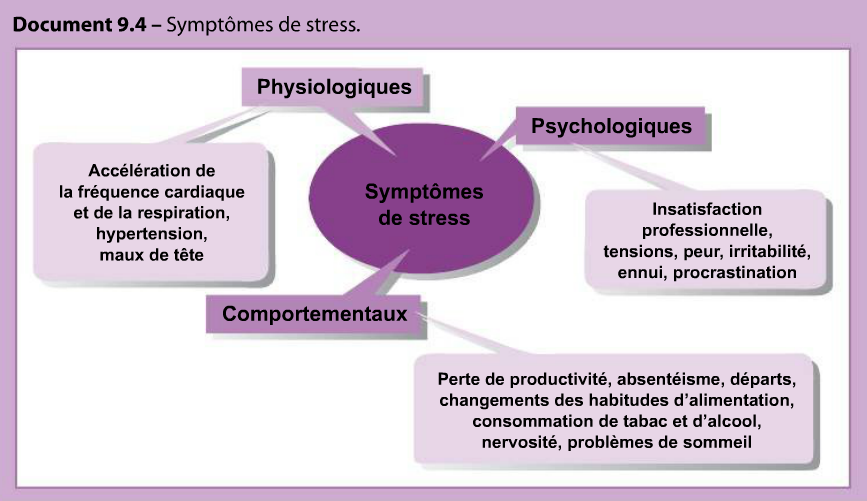 Document 9.4 – Symptômes de stress.
Physiologiques
Accélération de
la fréquence cardiaque
et de la respiration,
hypertension,
maux de tête
Symptômes
de stress
Psychologiques
Insatisfaction
professionnelle,
tensions, peur, irritabilité,
ennui, procrastination
Comportementaux
Perte de productivité, absentéisme, départs,
changements des habitudes d’alimentation,
consommation de tabac et d’alcool,
nervosité, problèmes de sommeil